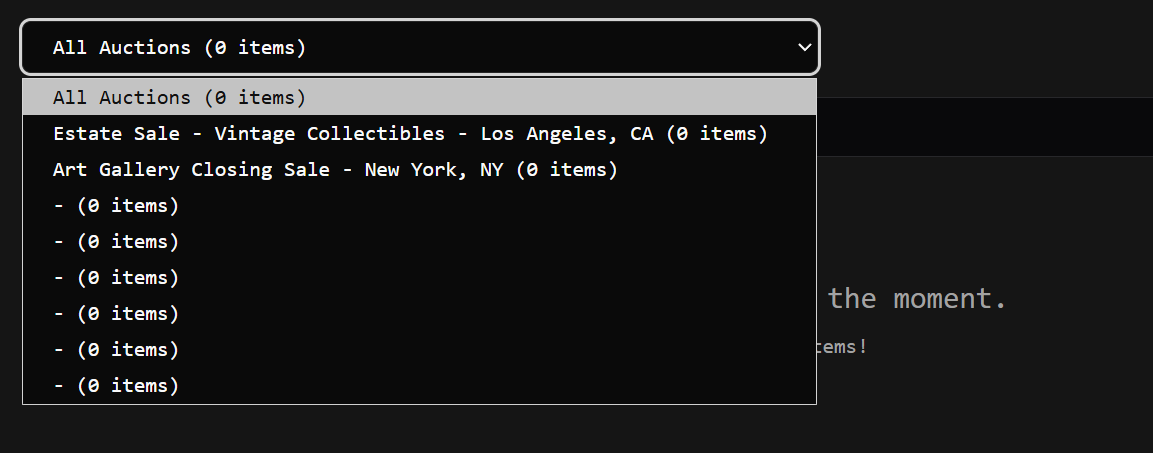 All Auctions (0 items)
All Auctions (0 items)
Estate Sale - Vintage Collectibles - Los Angeles, CA (0 items)
Art Gallery Closing Sale - New York, NY (0 items)
- (0 items)
- (0 items)
- (0 items)
the moment.
- (0 items)
- (0 items)
tems!
- (0 items)